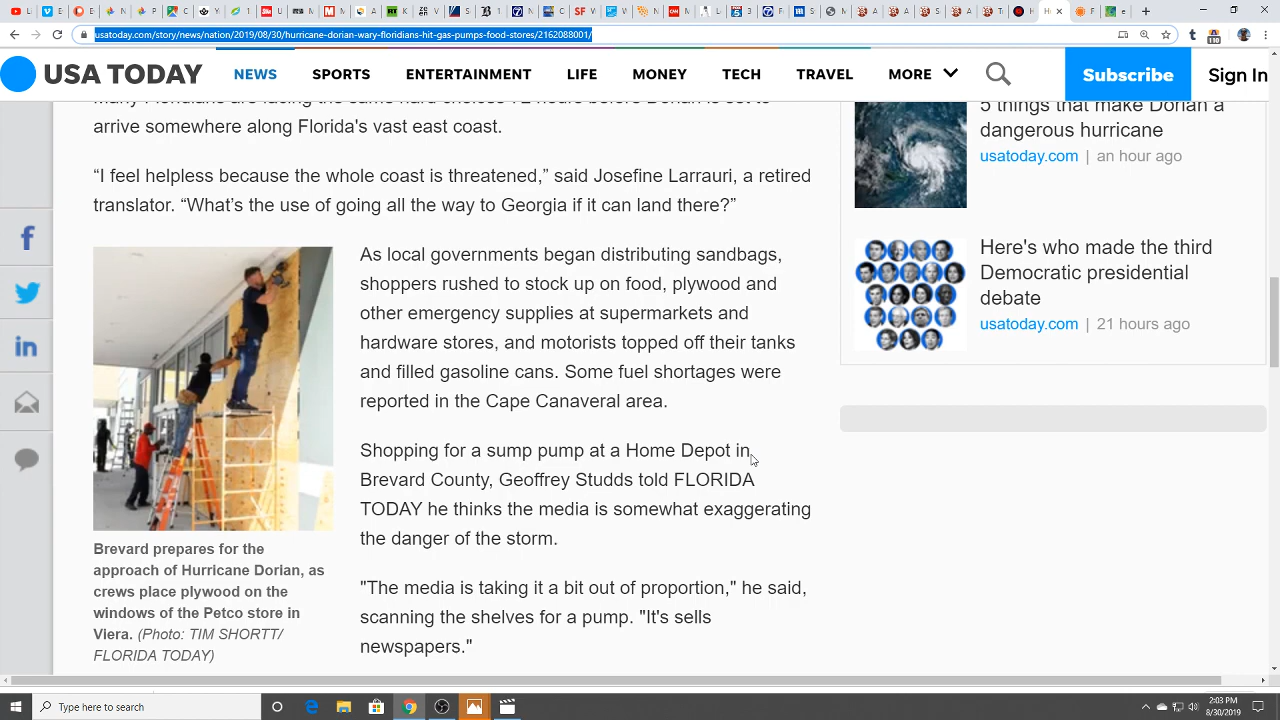 usatoday.com/story/news/nation/2019/08/30/hurricane-dorian-wary-floridians-hit-gas-pumps-food-stores/2162088001/
110
USA TODAY
NEWS
SPORTS
ENTERTAINMENT
LIFE
MONEY
TECH
TRAVEL
MORE
Subscribe
Sign In
arrive somewhere along Florida's vast east coast.
“I feel helpless because the whole coast is threatened,” said Josefine Larrauri, a retired
translator. “What’s the use of going all the way to Georgia if it can land there?”
As local governments began distributing sandbags,
shoppers rushed to stock up on food, plywood and
other emergency supplies at supermarkets and
hardware stores, and motorists topped off their tanks
and filled gasoline cans. Some fuel shortages were
reported in the Cape Canaveral area.
Shopping for a sump pump at a Home Depot in
Brevard County, Geoffrey Studds told FLORIDA
TODAY he thinks the media is somewhat exaggerating
the danger of the storm.
"The media is taking it a bit out of proportion," he said,
scanning the shelves for a pump. "It's sells
newspapers."
Brevard prepares for the
approach of Hurricane Dorian, as
crews place plywood on the
windows of the Petco store in
Viera. (Photo: TIM SHORTT/
FLORIDA TODAY)
5 things that make Dorian a
dangerous hurricane
usatoday.com | an hour ago
Here's who made the third
Democratic presidential
debate
usatoday.com | 21 hours ago
Type here to search
2:03 PM
8/30/2019